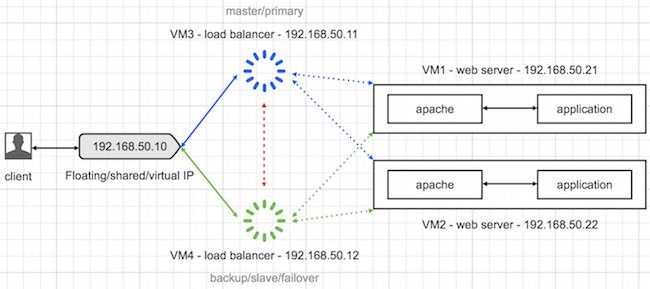 master/primary
VM3 - load balancer - 192.168.50.11
VM1 - web server - 192.168.50.21
apache
application
192.168.50.10
client
Floating/shared/virtual IP
apache
application
VM2 - web server - 192.168.50.22
VM4 - load balancer - 192.168.50.12
backup/slave/failover